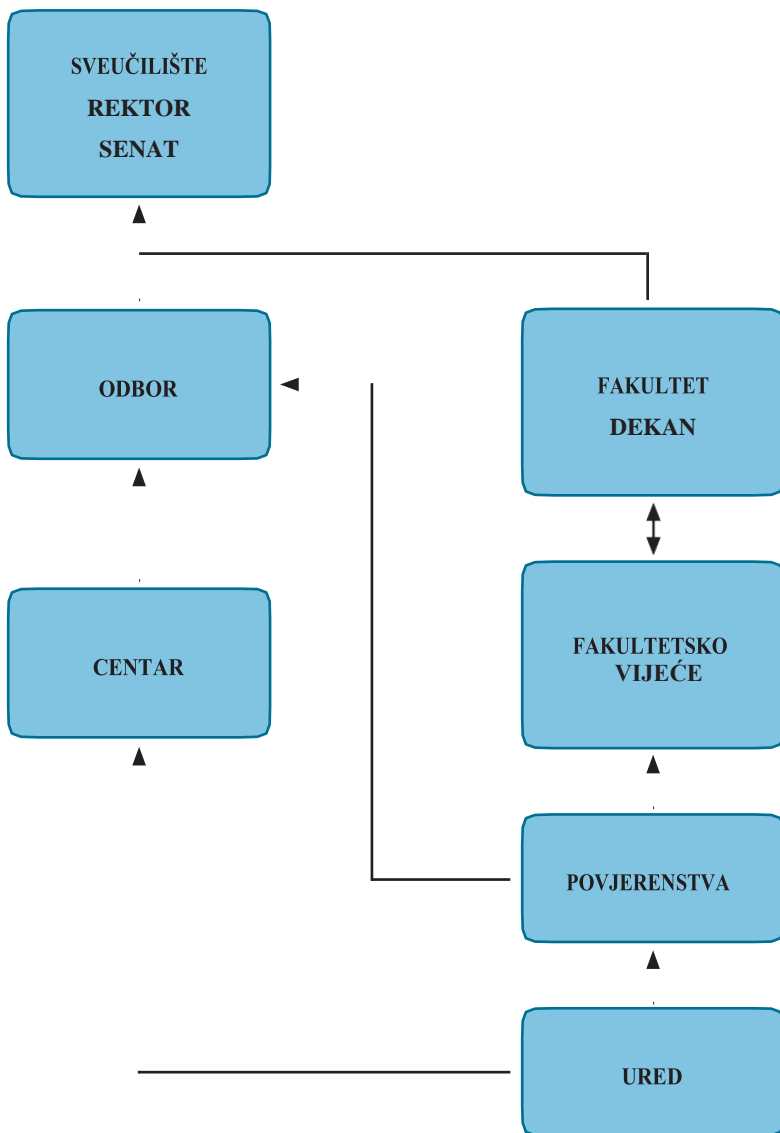 SVEUČILIŠTE
REKTOR
SENAT
ODBOR
FAKULTET
DEKAN
CENTAR
FAKULTETSKO
VIJEĆE
POVJERENSTVA
URED